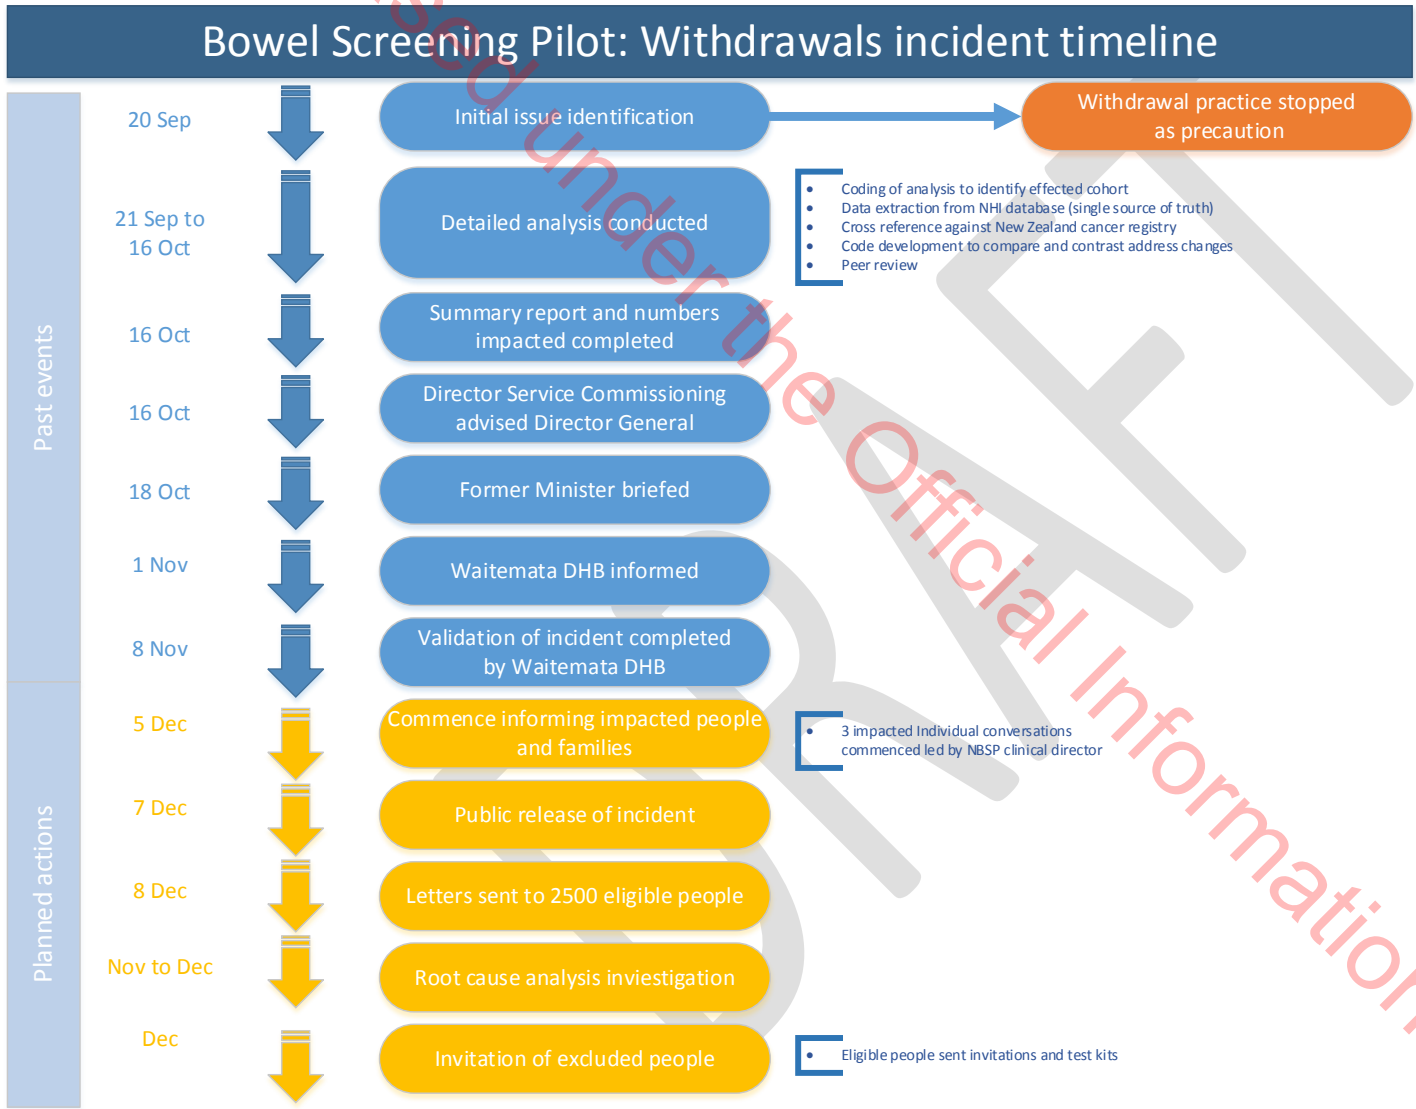 Bowel Screening Pilot: Withdrawals incident timeline
Past events
20 Sep
Initial issue identification
Withdrawal practice stopped
as precaution
21 Sep to
16 Oct
Detailed analysis conducted
• Coding of analysis to identify effected cohort
• Data extraction from NHI database (single source of truth)
• Cross reference against New Zealand cancer registry
• Code development to compare and contrast address changes
• Peer review
16 Oct
Summary report and numbers
impacted completed
16 Oct
Director Service Commissioning
advised Director General
18 Oct
Former Minister briefed
1 Nov
Waitemata DHB informed
8 Nov
Validation of incident completed
by Waitemata DHB
Planned actions
5 Dec
Commence informing impacted people
and families
• 3 impacted Individual conversations
commenced led by NBSP clinical director
7 Dec
Public release of incident
8 Dec
Letters sent to 2500 eligible people
Nov to Dec
Root cause analysis inviestigation
Dec
Invitation of excluded people
• Eligible people sent invitations and test kits
DRAFT
sed under the Official Information